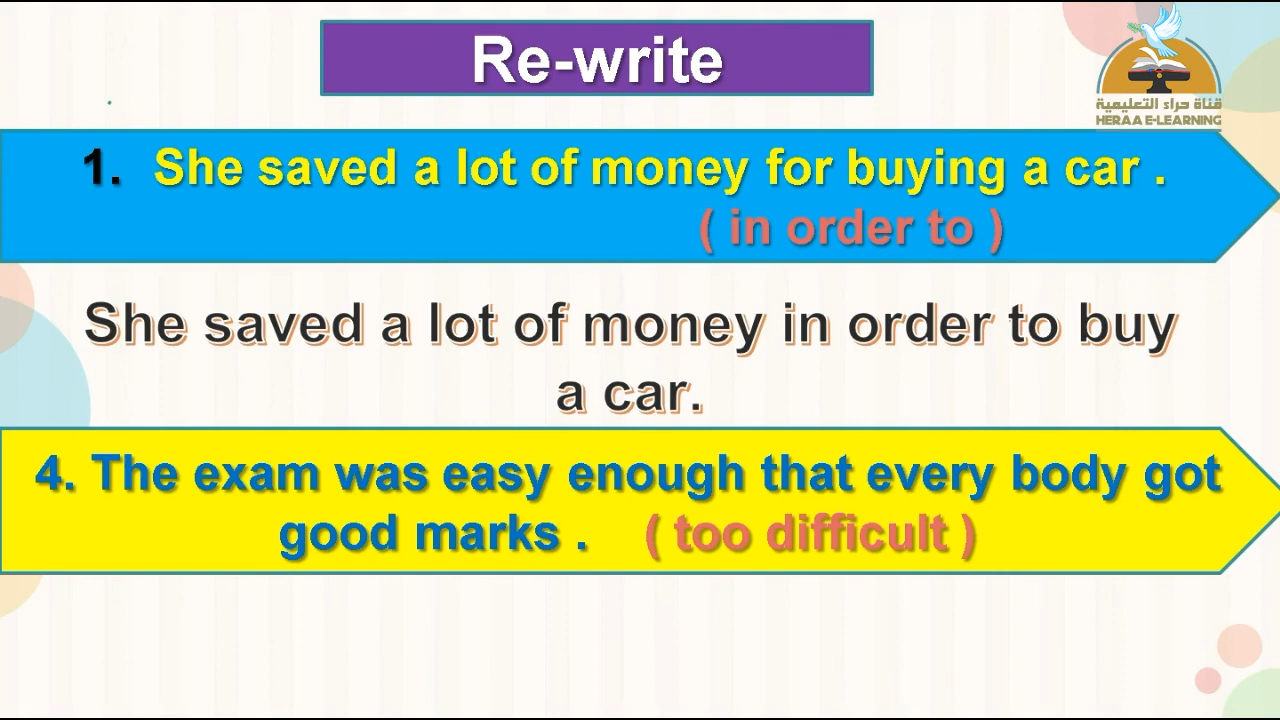 Re-write
قناة حراء التعليمية
HERAA E-LEARNING
1. She saved a lot of money for buying a car .
( in order to )
She saved a lot of money in order to buy
a car.
4. The exam was easy enough that every body got
good marks . ( too difficult )